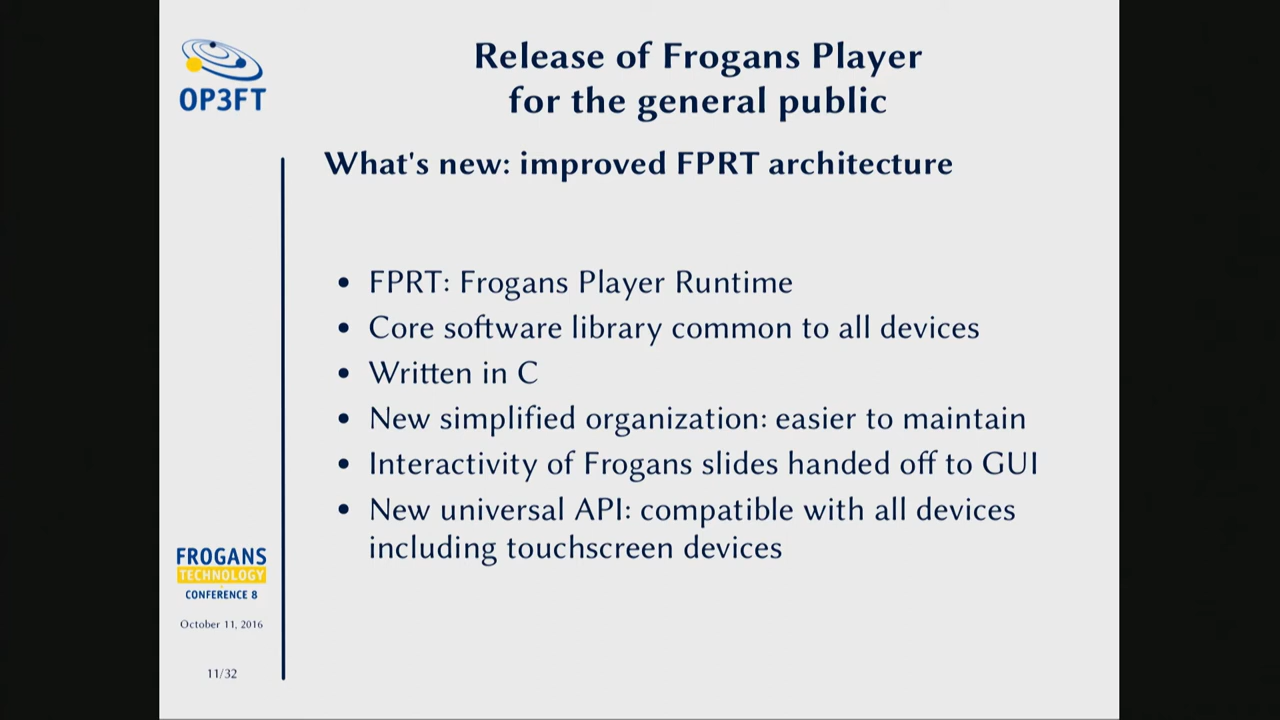 OP3FT
Release of Frogans Player
for the general public
What's new: improved FPRT architecture
• FPRT: Frogans Player Runtime
• Core software library common to all devices
• Written in C
• New simplified organization: easier to maintain
• Interactivity of Frogans slides handed off to GUI
• New universal API: compatible with all devices
including touchscreen devices
FROGANS
TECHNOLOGY
CONFERENCE 8
October 11, 2016
11/32